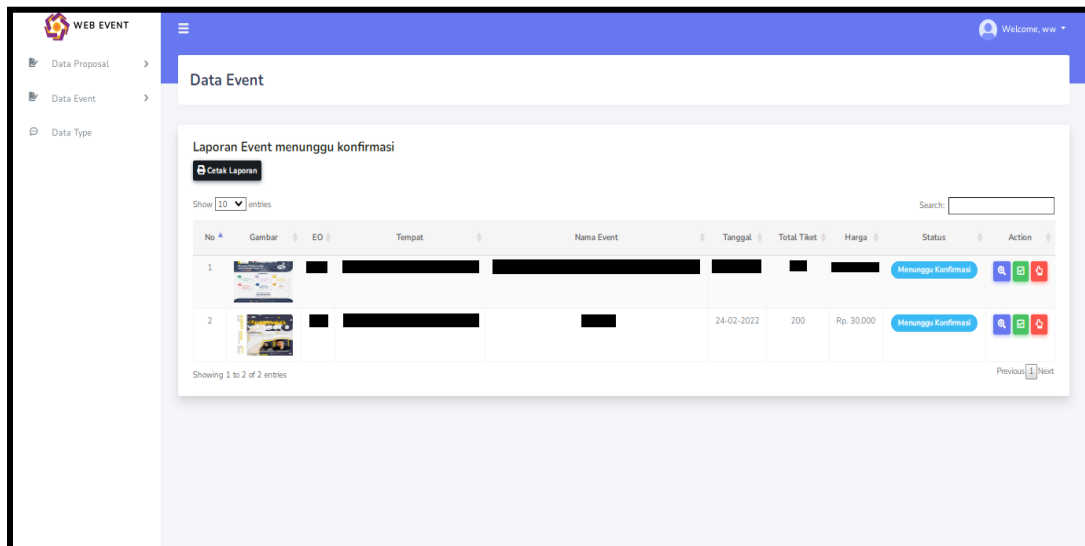 WEB EVENT
Welcome, ww
Data Proposal
Data Event
Data Type
Data Event
Laporan Event menunggu konfirmasi
Cetak Laporan
Show 10 entries
Search:
No Gambar EO Tempat Nama Event Tanggal Total Tiket Harga Status Action
1 Menunggu Konfirmasi
2 24-02-2022 200 Rp. 30.000 Menunggu Konfirmasi
Showing 1 to 2 of 2 entries
Previous 1 Next